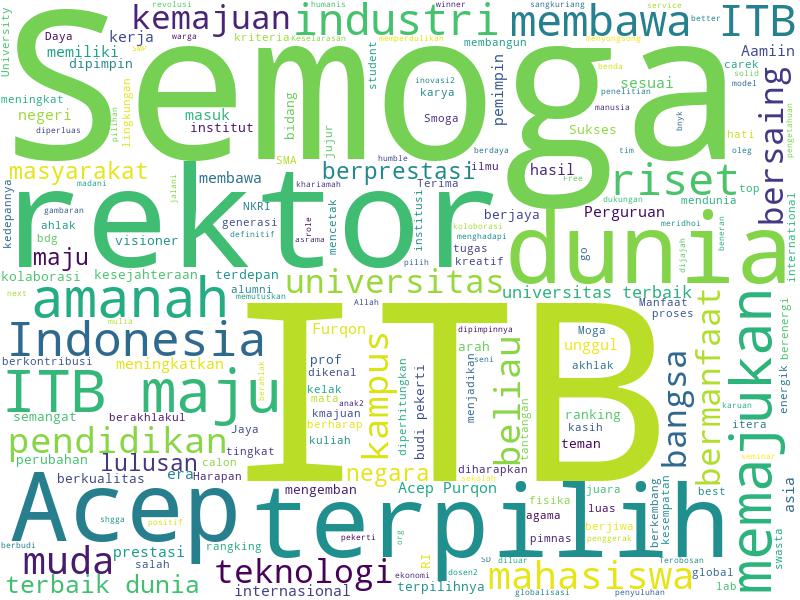 Semoga
ITB
rektor
dunia
Acep
terpilih
kemajuan
industri
membawa
ITB
University
Daya
kerja
memiliki
dipimpin
revolusi
humanis
winner
sangkuriang
service
better
kriteria
keselarasan
warga
SMP
mempardulikan
membangun
menyongsong
Aamiin
meningkat
negeri
diperluas
pilihan
lingkungan
masuk
institut
bidang
jujur
student
inovasi2
karya
Smoga
pemimpin
henda
sesuai
penelitian
manusia
carek
solid
model
Sukses
tim
oleg
bnyk
hati
bersaing
pengetahuan
masyarakat
SMA
berprestasi
berdaya
humble
ilmu
hasil
Free
riset
top
madani
jalani
membawa
khariamah
Terima
dukungan
mendunia
kedepannya
gambaran
ahlak
bdg
maju
visioner
NKRI
generasi
definitif
role
asrama
mencetak
institusi
pilih
koloborasi
menghadapi
tugas
kreatif
berjaya
go
Perguruan
meridhoi
dijajah
beneran
international
kolaborasi
kesejahteraan
terdepan
alumni
memutuskan
universitas
universitas terbaik
next
amanah
mulia
Allah
Manfaat
proses
Indonesia
Furqon
dipimpinnya
Moga
unggul
berkontribusi
meningkatkan
prof
dikenal
kampus
arah
seni
akhlak
beliau
bangsa
bermanfaat
memajukan
berenergi
energik
ITB maju
berahlak
kelak
mata
anak2
kmajuan
berharap
kuliah
diperhitungkan
budi pekerti
menjadikan
tantangan
ranking
kasih
teman
karuan
itera
semangat
berakhlakul
Jaya
pendidikan
perubahan
lulusan
calon
tingkat
era
Harapan
negara
sekolah
diharapkan
seminar
asia
berkualitas
mengemban
Acep Purqon
juara
berkembang
kesempatan
best
shgga
positif
fisika
agama
pimnas
luas
berjiwa
penggerak
swasta
berbudi
muda
prestasi
salah
rangking
pekerti
org
RI
SD
diluar
Terobosan
teknologi
ekonomi
dosen2
mahasiswa
global
lab
terbaik dunia
internasional
terpilihnya
globalisasi
penyuluhan